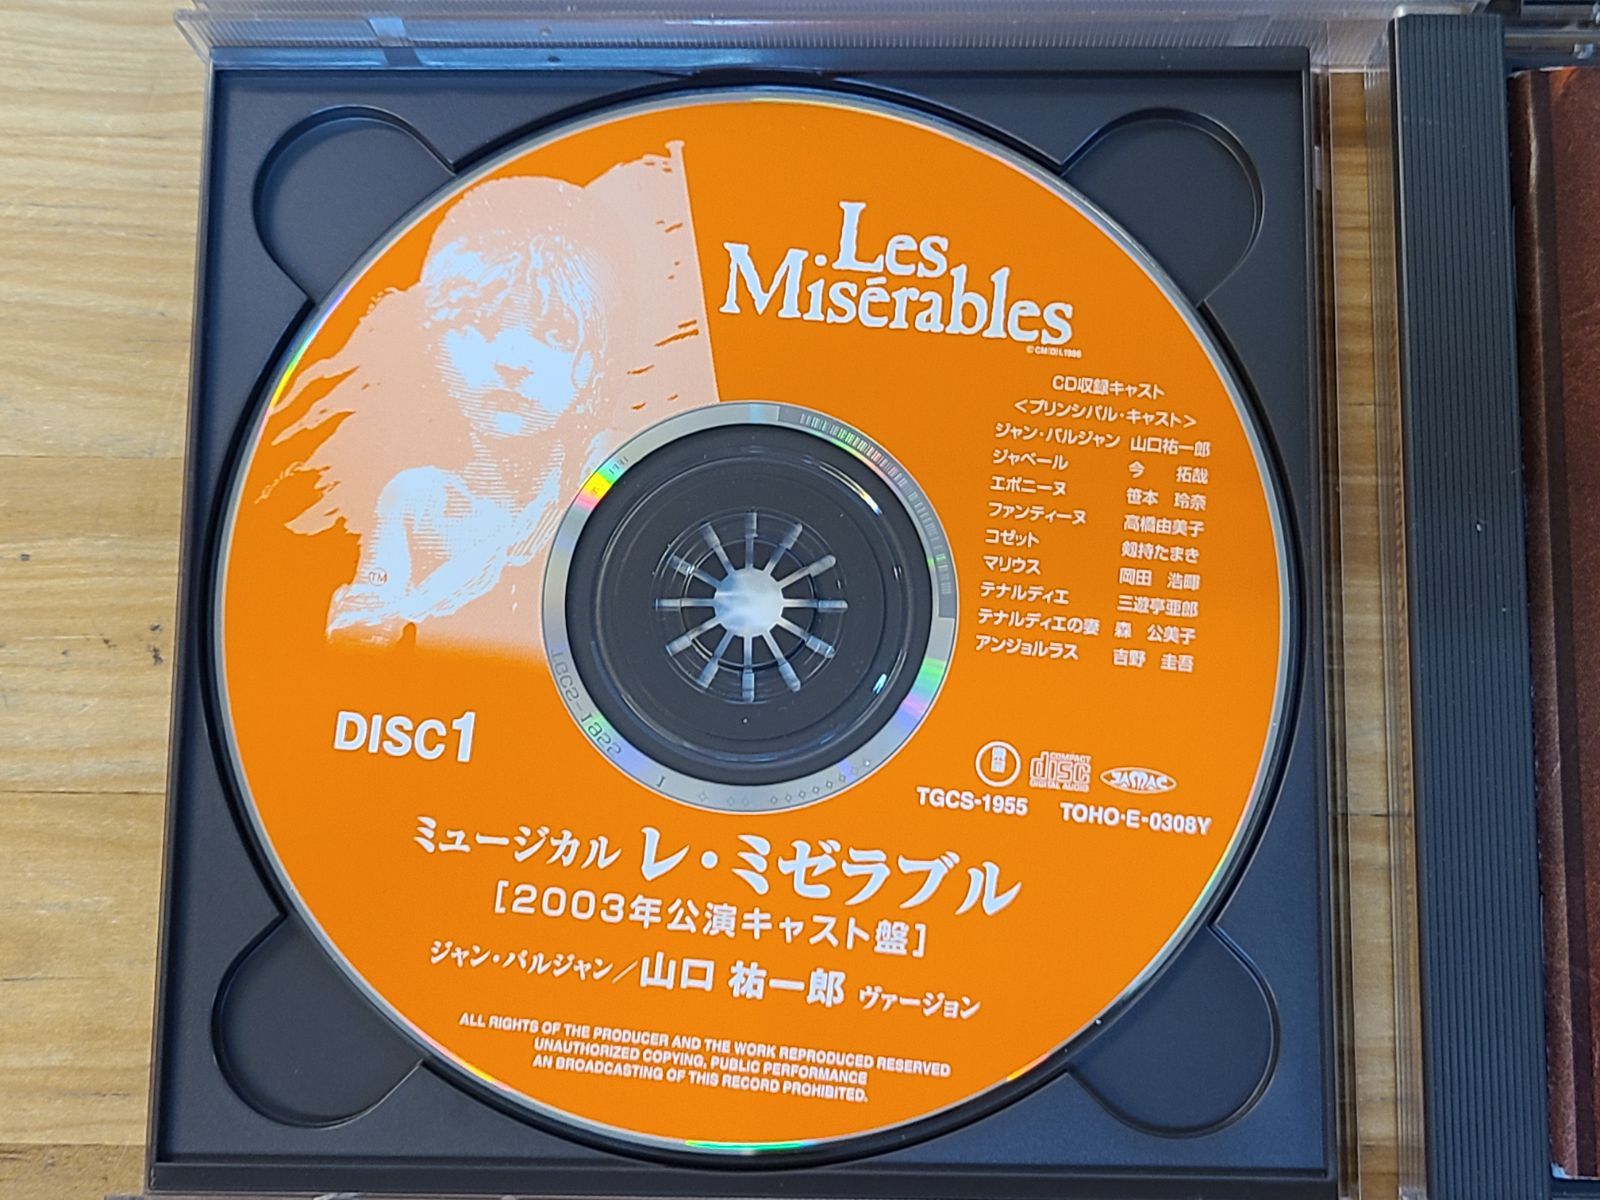 Les
Misérables
CD収録キャスト
<プリンシパル・キャスト>
ジャン・バルジャン 山口祐一郎
ジャベール 今 拓哉
エポニーヌ 笹本 玲奈
ファンティーヌ 高橋由美子
コゼット 剱持たまき
マリウス 岡田 浩暉
テナルディエ 三遊亭亜郎
テナルディエの妻 森 公美子
アンジョルラス 吉野 圭吾
TM
DISC1
COMPACT
disc
DIGITAL AUDIO
JASRAC
TGCS-1955 TOHO・E-0308Y
ミュージカル レ・ミゼラブル
[2003年公演キャスト盤]
ジャン・バルジャン/山口 祐一郎 ヴァージョン
ALL RIGHTS OF THE PRODUCER AND THE WORK REPRODUCED RESERVED
UNAUTHORIZED COPYING, PUBLIC PERFORMANCE
AN BROADCASTING OF THIS RECORD PROHIBITED.